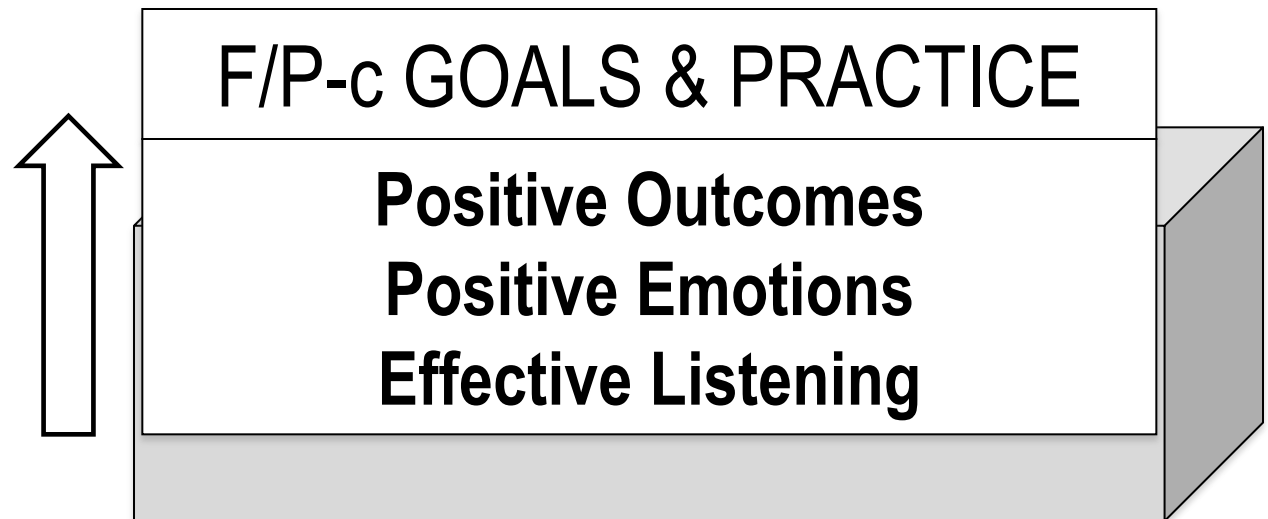 F/P-c GOALS & PRACTICE
Positive Outcomes
Positive Emotions
Effective Listening